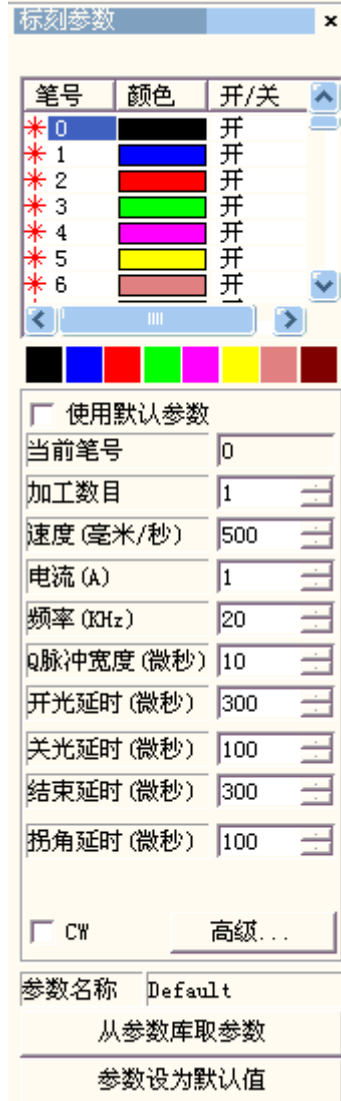 标刻参数
笔号 颜色 开/关
0 开
1 开
2 开
3 开
4 开
5 开
6 开
使用默认参数
当前笔号 0
加工数目 1
速度(毫米/秒) 500
电流(A) 1
频率(KHz) 20
Q脉冲宽度(微秒) 10
开光延时(微秒) 300
关光延时(微秒) 100
结束延时(微秒) 300
拐角延时(微秒) 100
CW 高级...
参数名称 Default
从参数库取参数
参数设为默认值